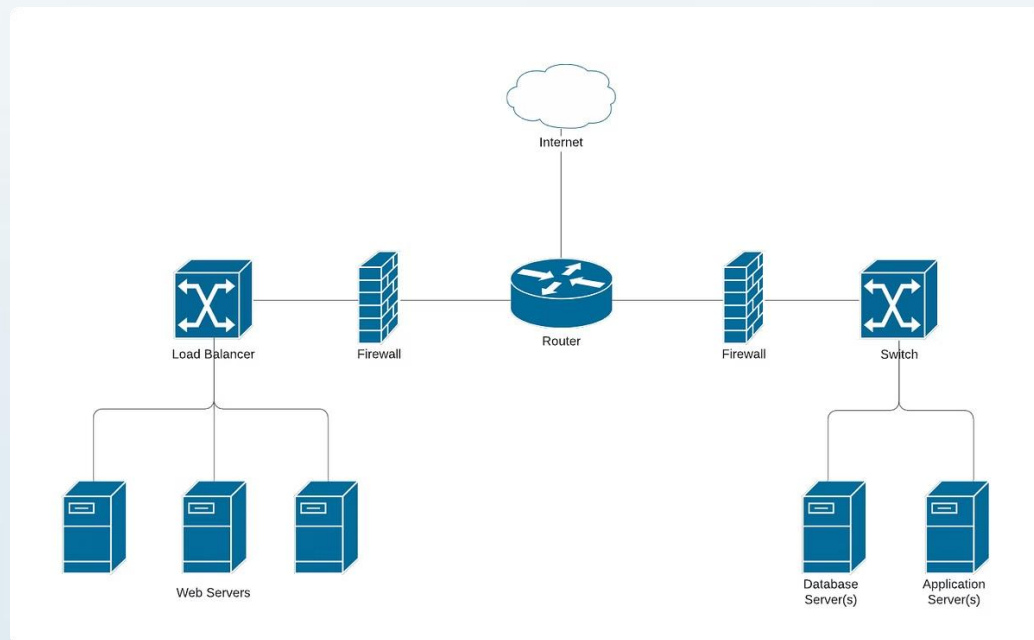 Internet
Load Balancer
Firewall
Router
Firewall
Switch
Web Servers
Database
Server(s)
Application
Server(s)